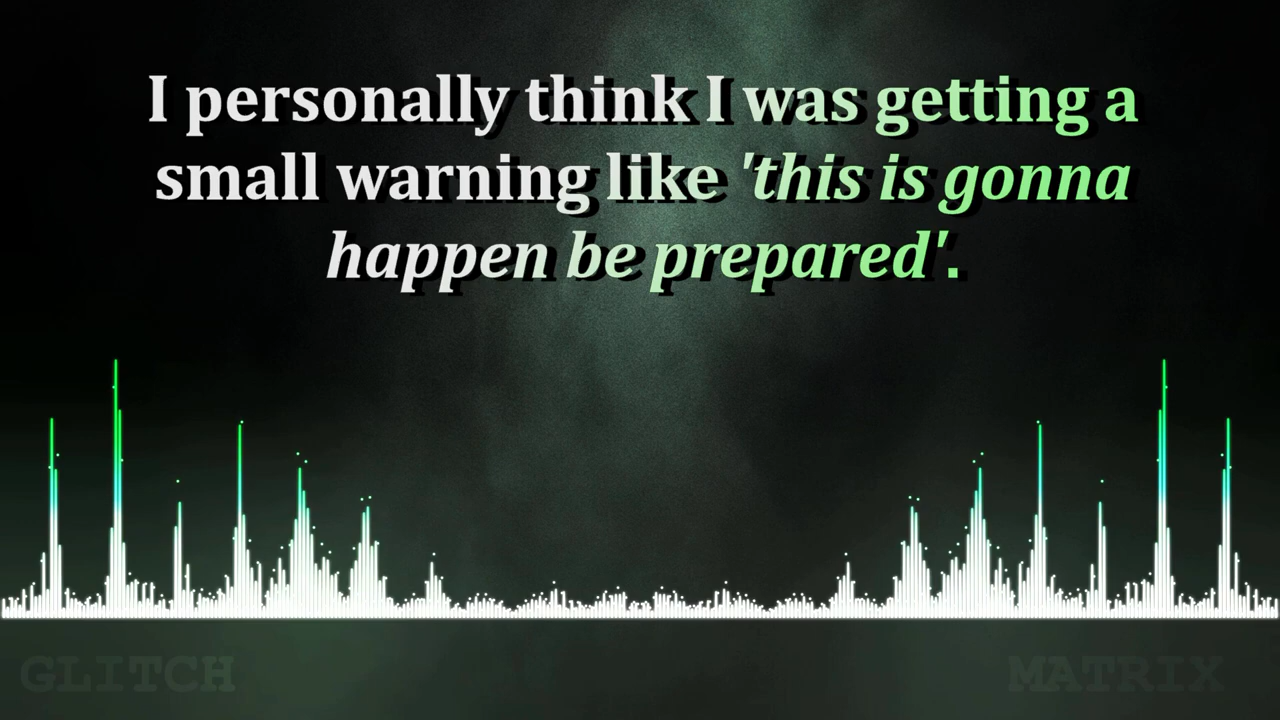 I personally think I was getting a
small warning like 'this is gonna
happen be prepared'.
GLITCH
MATRIX